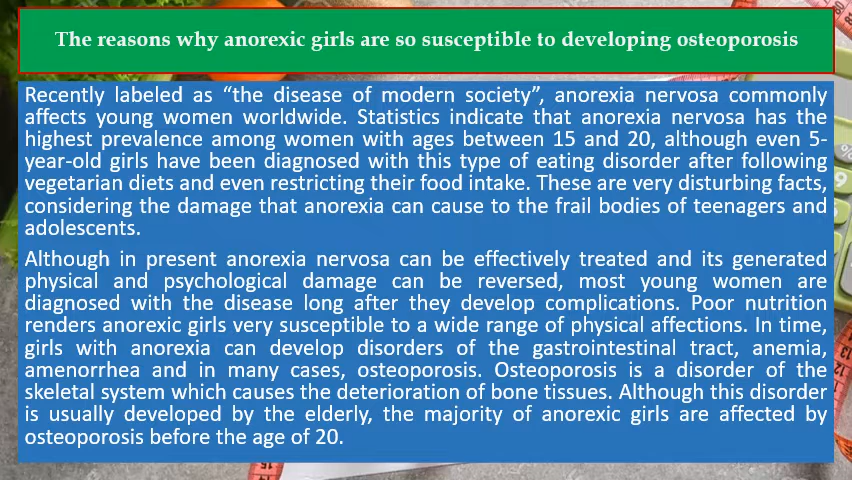 The reasons why anorexic girls are so susceptible to developing osteoporosis
Recently labeled as “the disease of modern society”, anorexia nervosa commonly
affects young women worldwide. Statistics indicate that anorexia nervosa has the
highest prevalence among women with ages between 15 and 20, although even 5-
year-old girls have been diagnosed with this type of eating disorder after following
vegetarian diets and even restricting their food intake. These are very disturbing facts,
considering the damage that anorexia can cause to the frail bodies of teenagers and
adolescents.
Although in present anorexia nervosa can be effectively treated and its generated
physical and psychological damage can be reversed, most young women are
diagnosed with the disease long after they develop complications. Poor nutrition
renders anorexic girls very susceptible to a wide range of physical affections. In time,
girls with anorexia can develop disorders of the gastrointestinal tract, anemia,
amenorrhea and in many cases, osteoporosis. Osteoporosis is a disorder of the
skeletal system which causes the deterioration of bone tissues. Although this disorder
is usually developed by the elderly, the majority of anorexic girls are affected by
osteoporosis before the age of 20.